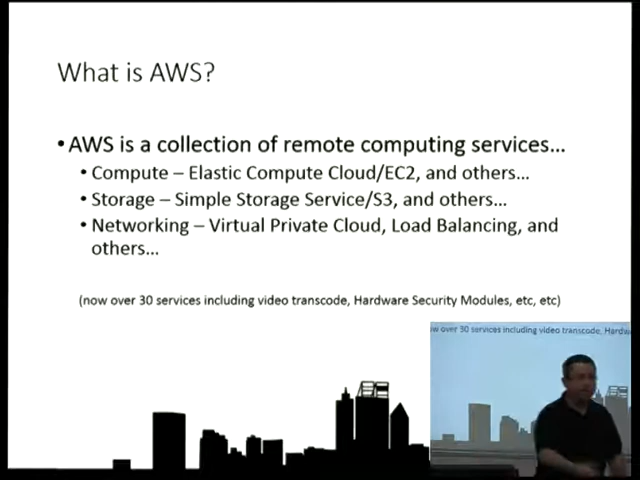 What is AWS?
•AWS is a collection of remote computing services…
• Compute – Elastic Compute Cloud/EC2, and others…
• Storage – Simple Storage Service/S3, and others…
• Networking – Virtual Private Cloud, Load Balancing, and
others…
(now over 30 services including video transcode, Hardware Security Modules, etc, etc)
ow over 30 services including video transcode, Hardw